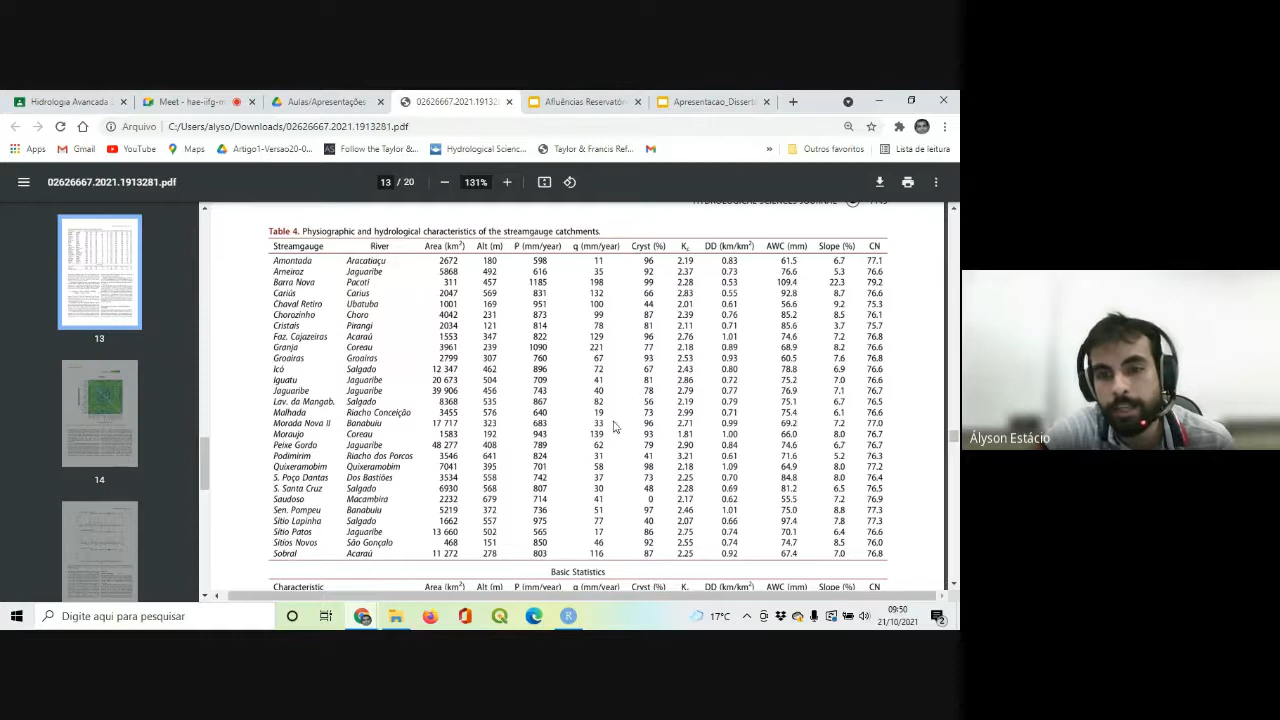 Hidrologia Avançada
Meet - hae-iifg-m
Aulas/Apresentações
02626667.2021.19132
Afluências Reservatór
Apresentacao_Dissert
Arquivo C:/Users/alyso/Downloads/02626667.2021.1913281.pdf
Apps Gmail YouTube Maps Artigo1-Versao20-0... Follow the Taylor &... Hydrological Scienc... Taylor & Francis Ref... » Outros favoritos Lista de leitura
02626667.2021.1913281.pdf 13 / 20 131%
Table 4. Physiographic and hydrological characteristics of the streamgauge catchments.
Streamgauge River Area (km²) Alt (m) P (mm/year) q (mm/year) Cryst (%) Kc DD (km/km²) AWC (mm) Slope (%) CN
Amontada Aracatiaçu 2672 180 598 11 96 2.19 0.83 61.5 6.7 77.1
Arneiroz Jaguaribe 5868 492 616 35 92 2.37 0.73 76.6 5.3 76.6
Barra Nova Pacoti 311 457 1185 198 99 2.28 0.53 109.4 22.3 79.2
Cariús Carius 2047 569 831 132 66 2.83 0.55 92.8 8.7 76.6
Chaval Retiro Ubatuba 1001 169 951 100 44 2.01 0.61 56.6 9.2 75.3
Chorozinho Choro 4042 231 873 99 87 2.39 0.76 85.2 8.5 76.1
Cristais Pirangi 2034 121 814 78 81 2.11 0.71 85.6 3.7 75.7
Faz. Cajazeiras Acaraú 1553 347 822 129 96 2.76 1.01 74.6 7.2 76.8
Granja Coreau 3961 239 1090 221 77 2.18 0.89 68.9 8.2 76.6
Groairas Groairas 2799 307 760 67 93 2.53 0.93 60.5 7.6 76.8
Icó Salgado 12 347 462 896 72 67 2.43 0.80 78.8 6.9 76.6
Iguatu Jaguaribe 20 673 504 709 41 81 2.86 0.72 75.2 7.0 76.6
Jaguaribe Jaguaribe 39 906 456 743 40 78 2.79 0.77 76.9 7.1 76.7
Lav. da Mangab. Salgado 8368 535 867 82 56 2.19 0.79 75.1 6.7 76.5
Malhada Riacho Conceição 3455 576 640 19 73 2.99 0.71 75.4 6.1 76.6
Morada Nova II Banabuiu 17 717 323 683 33 96 2.71 0.99 69.2 7.2 77.0
Moraujo Coreau 1583 192 943 139 93 1.81 1.00 66.0 8.0 76.7
Peixe Gordo Jaguaribe 48 277 408 789 62 79 2.90 0.84 74.6 6.7 76.7
Podimirim Riacho dos Porcos 3546 641 824 31 41 3.21 0.61 71.6 5.2 76.3
Quixeramobim Quixeramobim 7041 395 701 58 98 2.25 1.09 64.9 8.0 77.2
S. Poço Dantas Dos Bastiões 3534 558 742 37 73 2.25 0.70 84.8 8.0 76.4
S. Santa Cruz Salgado 6930 568 807 30 48 2.28 0.69 81.2 6.5 76.5
Saudoso Macambira 2232 679 714 41 0 2.17 0.62 55.5 7.2 76.9
Sen. Pompeu Banabuiu 5219 372 736 51 97 2.46 1.01 70.0 8.8 77.3
Sítio Lapinha Salgado 1662 557 975 77 40 2.07 0.66 97.4 7.8 77.3
Sítio Patos Jaguaribe 13 660 502 565 17 86 2.75 0.74 70.1 6.4 76.6
Sítios Novos São Gonçalo 468 151 850 46 92 2.55 0.74 74.7 8.5 76.0
Sobral Acaraú 11 272 278 803 116 87 2.25 0.92 67.4 7.0 76.8
Basic Statistics
Characteristic Area (km²) Alt (m) P (mm/year) q (mm/year) Cryst (%) DD (km/km²) AWC (mm) Slope (%) CN
13
14
Ályson Estácio
Digite aqui para pesquisar 17°C 09:50
21/10/2021
2